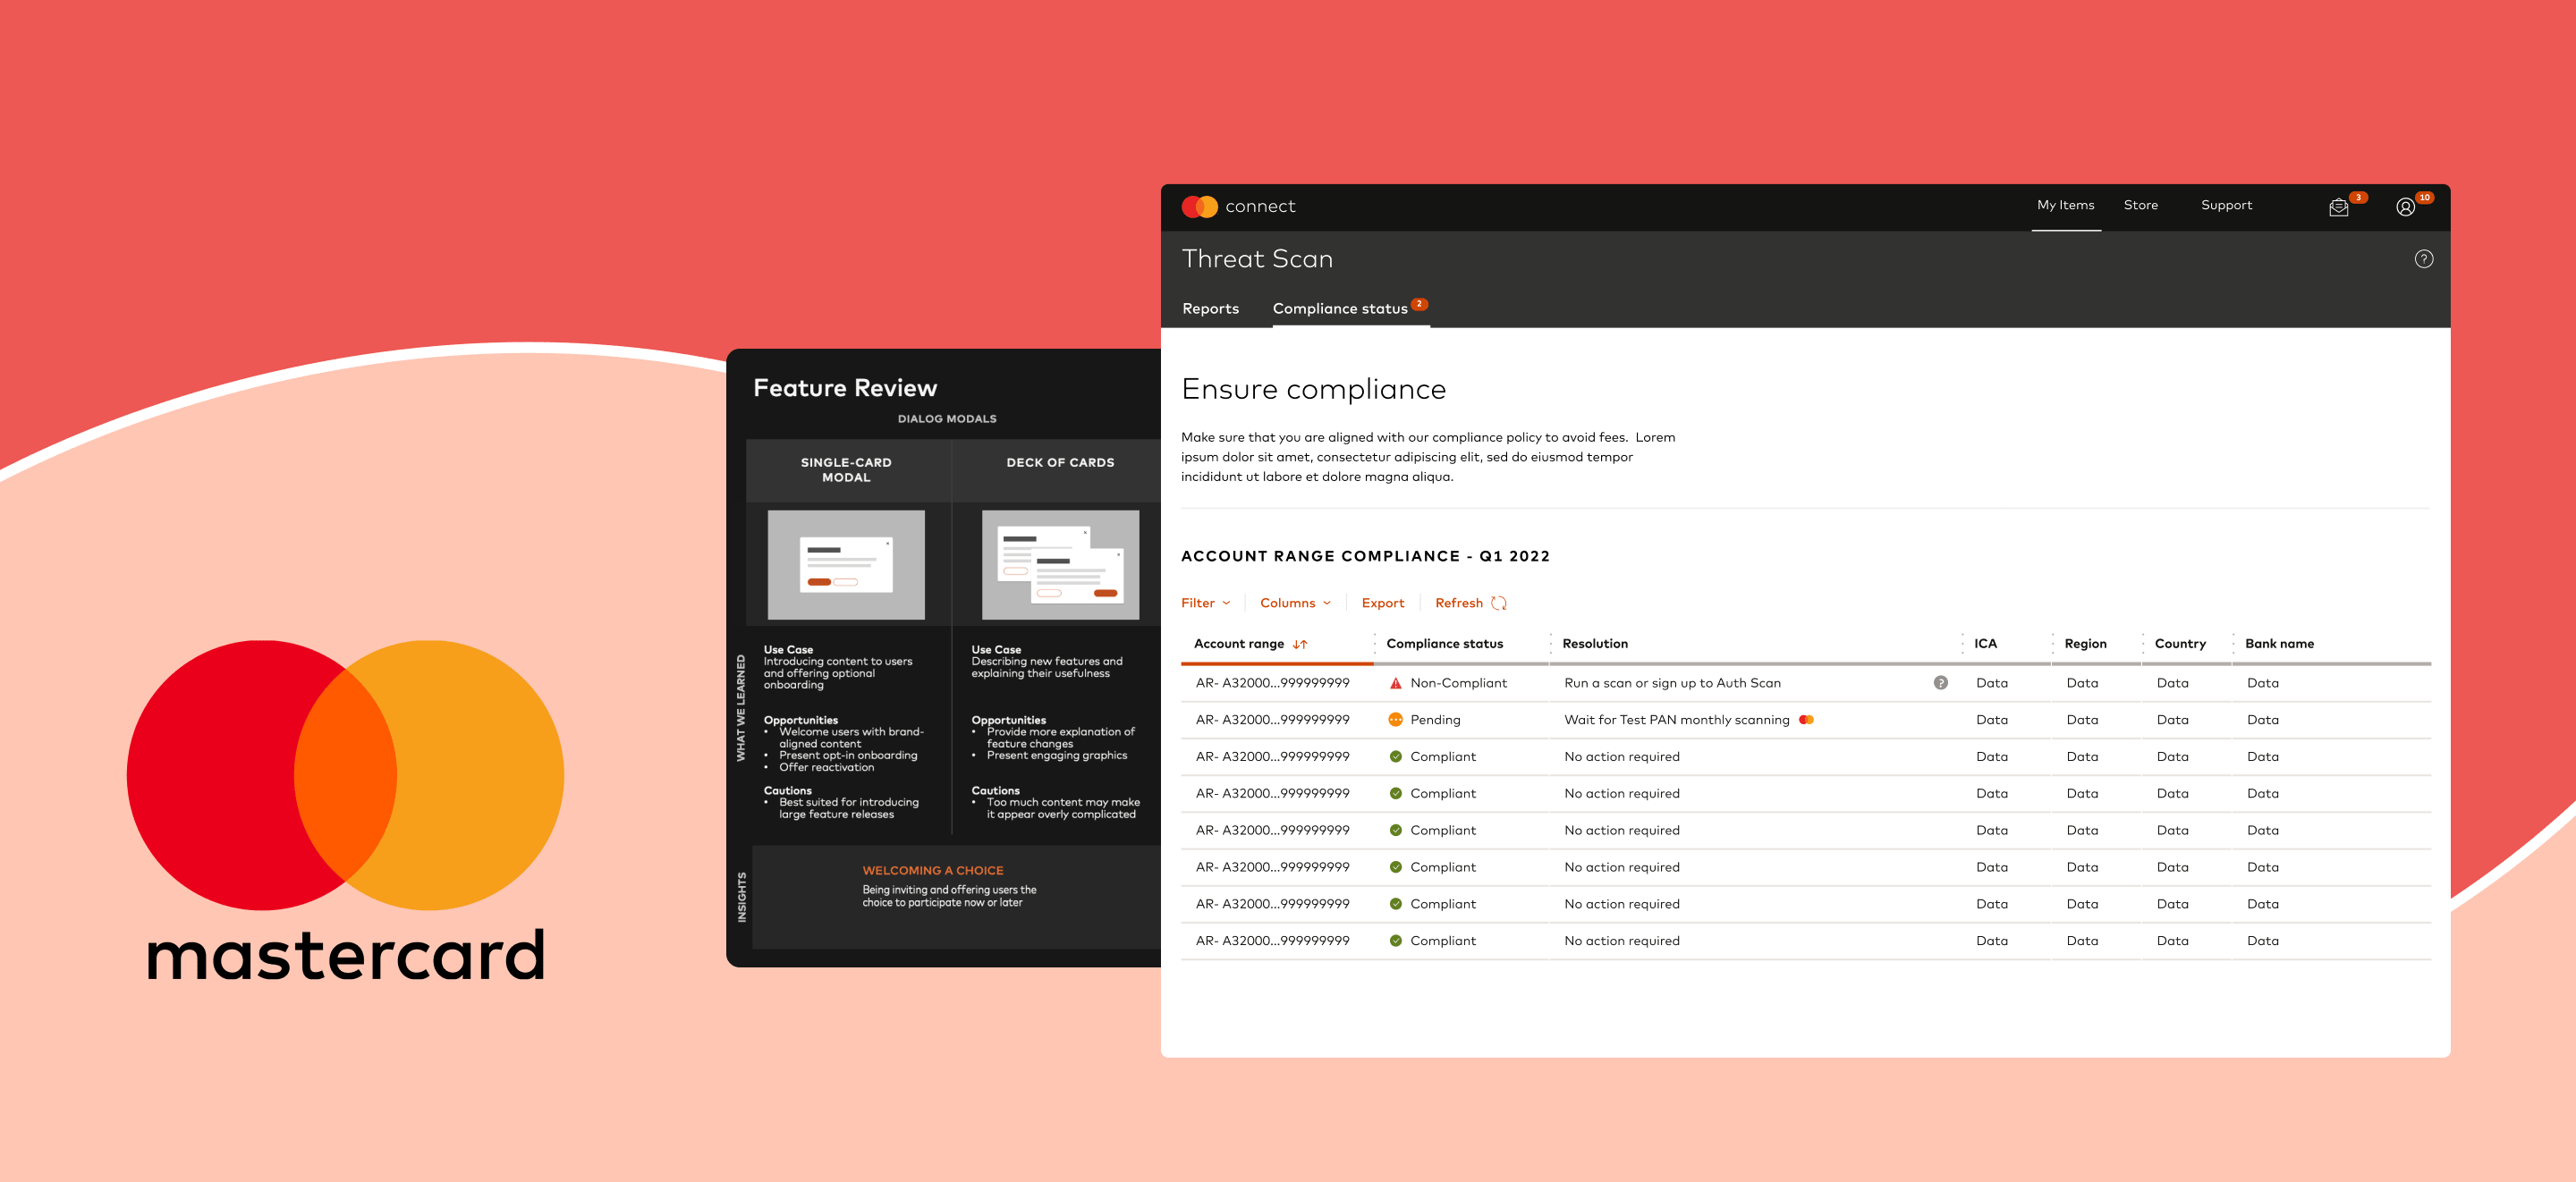 mastercard
Feature Review
DIALOG MODALS
SINGLE-CARD
MODAL
DECK OF CARDS
WHAT WE LEARNED
Use Case
Introducing content to users
and offering optional
onboarding
Opportunities
• Welcome users with brand-
aligned content
• Present opt-in onboarding
• Offer reactivation
Cautions
• Best suited for introducing
large feature releases
Use Case
Describing new features and
explaining their usefulness
Opportunities
• Provide more explanation of
feature changes
• Present engaging graphics
Cautions
• Too much content may make
it appear overly complicated
INSIGHTS
WELCOMING A CHOICE
Being inviting and offering users the
choice to participate now or later
connect
My Items Store Support 3 10
Threat Scan ?
Reports Compliance status 2
Ensure compliance
Make sure that you are aligned with our compliance policy to avoid fees. Lorem
ipsum dolor sit amet, consectetur adipiscing elit, sed do eiusmod tempor
incididunt ut labore et dolore magna aliqua.
ACCOUNT RANGE COMPLIANCE - Q1 2022
Filter Columns Export Refresh
Account range Compliance status Resolution ICA Region Country Bank name
AR- A32000...999999999 Non-Compliant Run a scan or sign up to Auth Scan ? Data Data Data Data
AR- A32000...999999999 Pending Wait for Test PAN monthly scanning Data Data Data Data
AR- A32000...999999999 Compliant No action required Data Data Data Data
AR- A32000...999999999 Compliant No action required Data Data Data Data
AR- A32000...999999999 Compliant No action required Data Data Data Data
AR- A32000...999999999 Compliant No action required Data Data Data Data
AR- A32000...999999999 Compliant No action required Data Data Data Data
AR- A32000...999999999 Compliant No action required Data Data Data Data